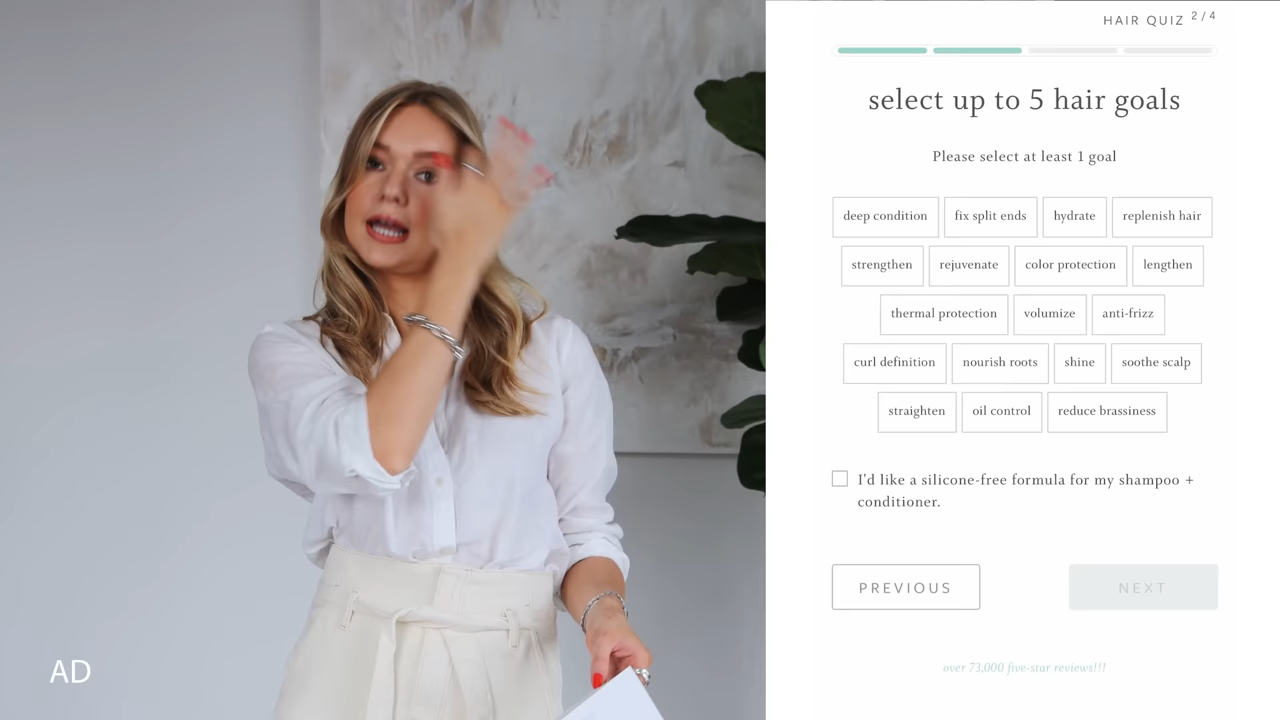 HAIR QUIZ 2/4
select up to 5 hair goals
Please select at least 1 goal
deep condition fix split ends hydrate replenish hair
strengthen rejuvenate color protection lengthen
thermal protection volumize anti-frizz
curl definition nourish roots shine soothe scalp
straighten oil control reduce brassiness
I'd like a silicone-free formula for my shampoo +
conditioner.
PREVIOUS NEXT
over 73,000 five-star reviews!!!
AD